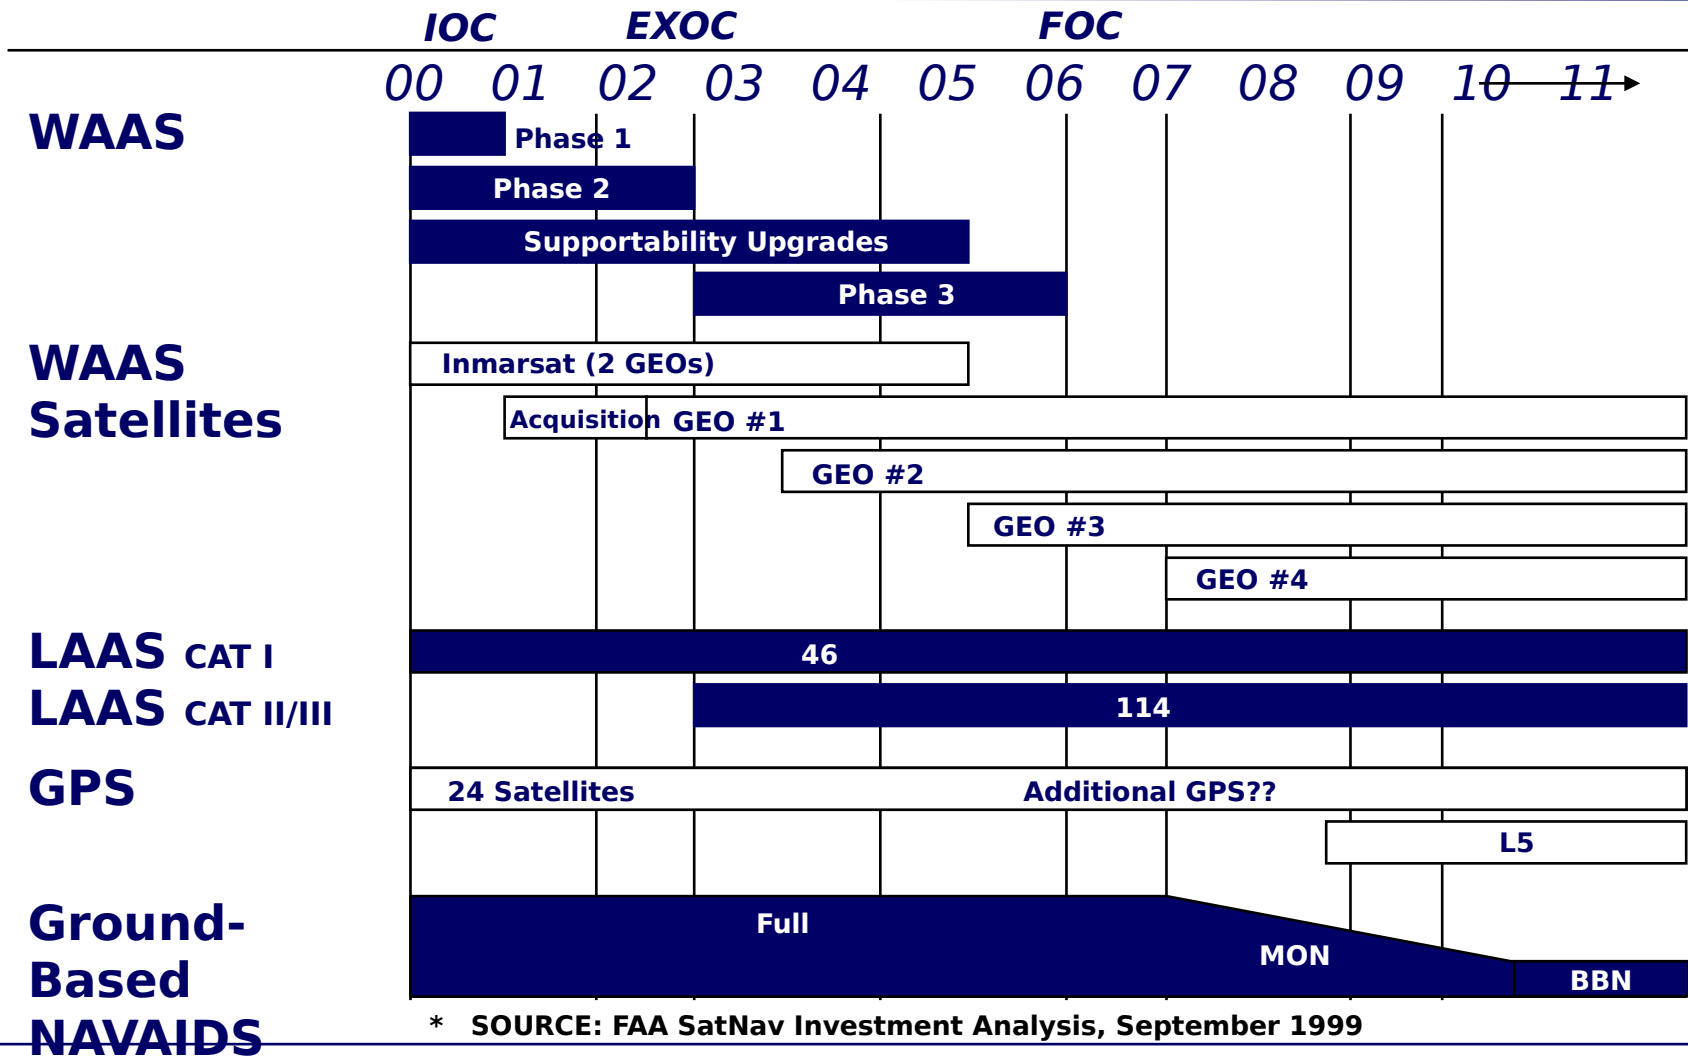 IOC EXOC FOC
00 01 02 03 04 05 06 07 08 09 10 11
WAAS
Phase 1
Phase 2
Supportability Upgrades
Phase 3
WAAS
Satellites
Inmarsat (2 GEOs)
Acquisition GEO #1
GEO #2
GEO #3
GEO #4
LAAS CAT I
46
LAAS CAT II/III
114
GPS
24 Satellites Additional GPS??
L5
Ground-
Based
NAVAIDS
Full
MON
BBN
* SOURCE: FAA SatNav Investment Analysis, September 1999